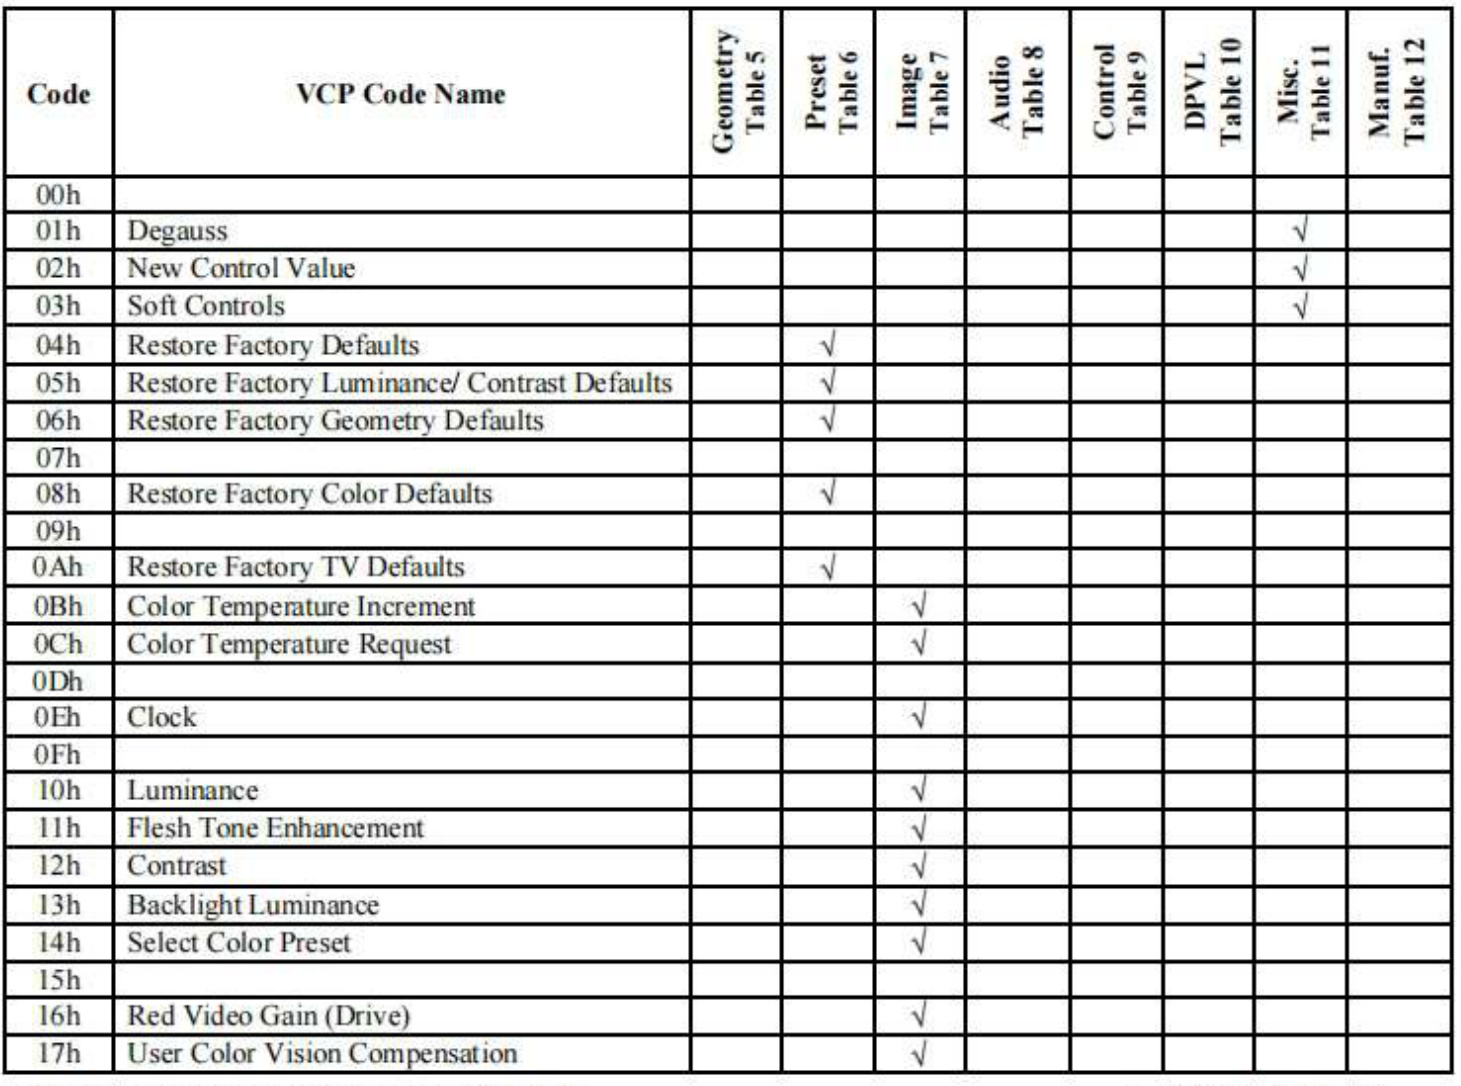 Code VCP Code Name Geometry Table 5 Preset Table 6 Image Table 7 Audio Table 8 Control Table 9 DPVL Table 10 Misc. Table 11 Manuf. Table 12
00h
01h Degauss √
02h New Control Value √
03h Soft Controls √
04h Restore Factory Defaults √
05h Restore Factory Luminance/ Contrast Defaults √
06h Restore Factory Geometry Defaults √
07h
08h Restore Factory Color Defaults √
09h
0Ah Restore Factory TV Defaults √
0Bh Color Temperature Increment √
0Ch Color Temperature Request √
0Dh
0Eh Clock √
0Fh
10h Luminance √
11h Flesh Tone Enhancement √
12h Contrast √
13h Backlight Luminance √
14h Select Color Preset √
15h
16h Red Video Gain (Drive) √
17h User Color Vision Compensation √